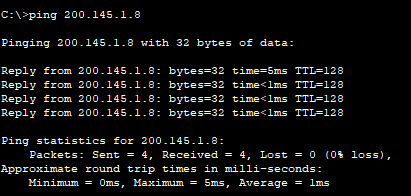 C:\>ping 200.145.1.8
Pinging 200.145.1.8 with 32 bytes of data:
Reply from 200.145.1.8: bytes=32 time=5ms TTL=128
Reply from 200.145.1.8: bytes=32 time<1ms TTL=128
Reply from 200.145.1.8: bytes=32 time<1ms TTL=128
Reply from 200.145.1.8: bytes=32 time<1ms TTL=128
Ping statistics for 200.145.1.8:
Packets: Sent = 4, Received = 4, Lost = 0 (0% loss),
Approximate round trip times in milli-seconds:
Minimum = 0ms, Maximum = 5ms, Average = 1ms